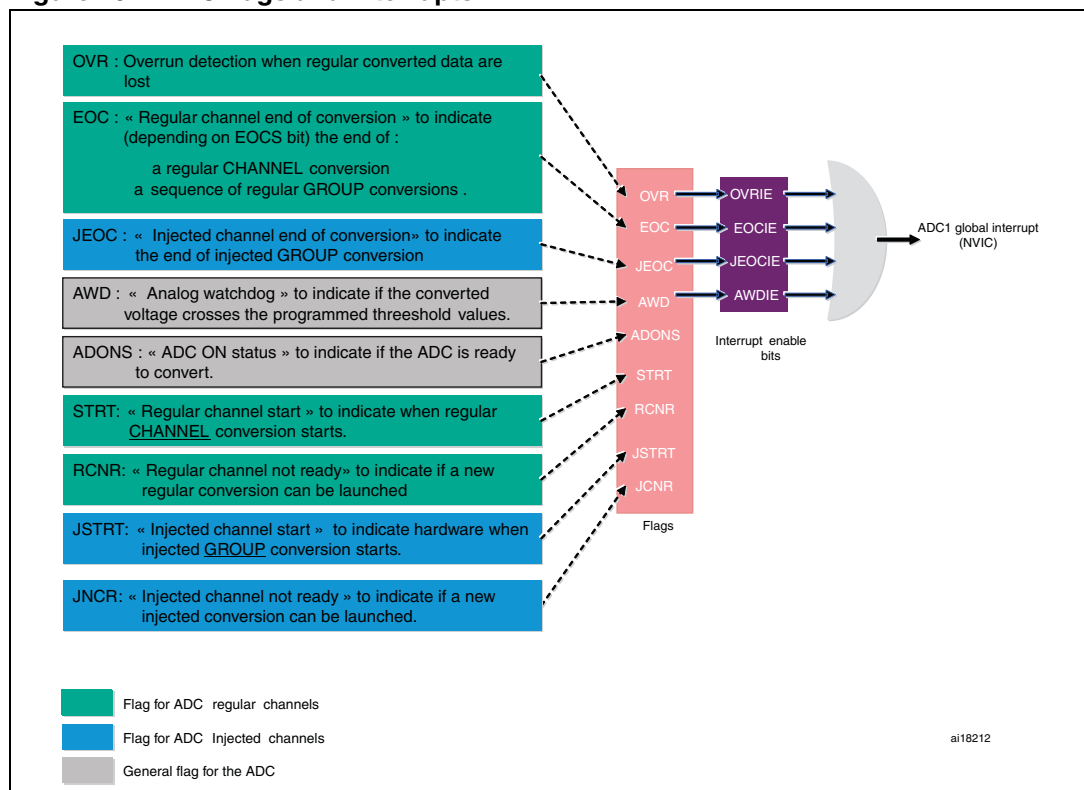 OVR : Overrun detection when regular converted data are
lost
EOC : « Regular channel end of conversion » to indicate
(depending on EOCS bit) the end of :
a regular CHANNEL conversion
a sequence of regular GROUP conversions .
JEOC : « Injected channel end of conversion» to indicate
the end of injected GROUP conversion
AWD : « Analog watchdog » to indicate if the converted
voltage crosses the programmed threeshold values.
ADONS : « ADC ON status » to indicate if the ADC is ready
to convert.
STRT: « Regular channel start » to indicate when regular
CHANNEL conversion starts.
RCNR: « Regular channel not ready» to indicate if a new
regular conversion can be launched
JSTRT: « Injected channel start » to indicate hardware when
injected GROUP conversion starts.
JNCR: « Injected channel not ready » to indicate if a new
injected conversion can be launched.
OVR
EOC
JEOC
AWD
ADONS
STRT
RCNR
JSTRT
JCNR
Flags
OVRIE
EOCIE
JEOCIE
AWDIE
Interrupt enable
bits
ADC1 global interrupt
(NVIC)
Flag for ADC regular channels
Flag for ADC Injected channels
General flag for the ADC
ai18212